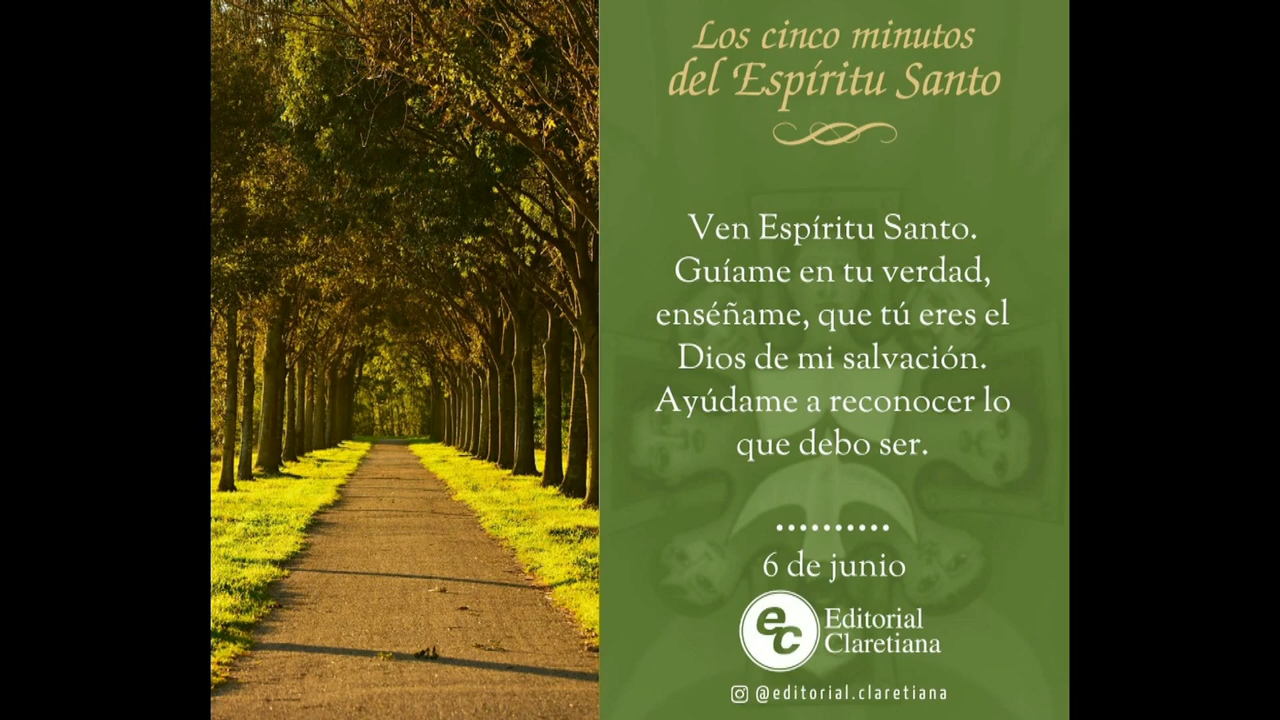 Los cinco minutos
del Espíritu Santo
Ven Espíritu Santo.
Guíame en tu verdad,
enséñame, que tú eres el
Dios de mi salvación.
Ayúdame a reconocer lo
que debo ser.
..........
6 de junio
ec Editorial
Claretiana
@editorial.claretiana